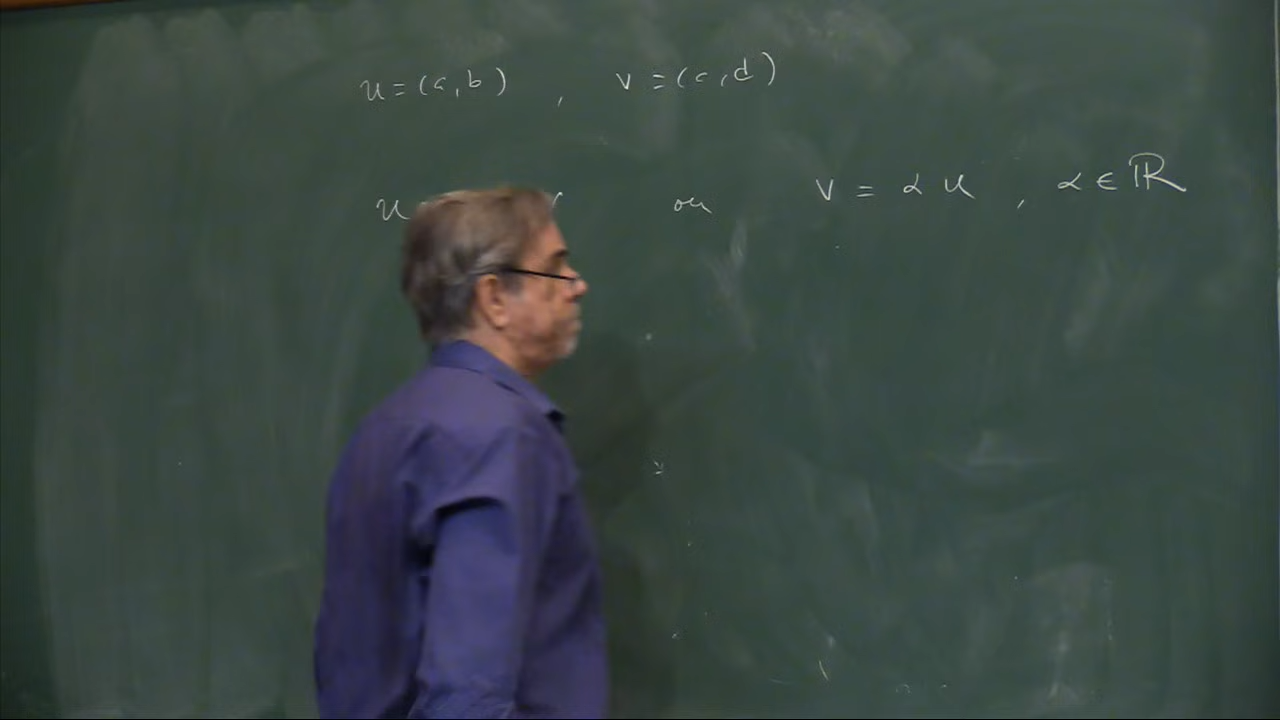 u = (a, b) , v = (c, d)
u ou v = α u , α ∈ ℝ